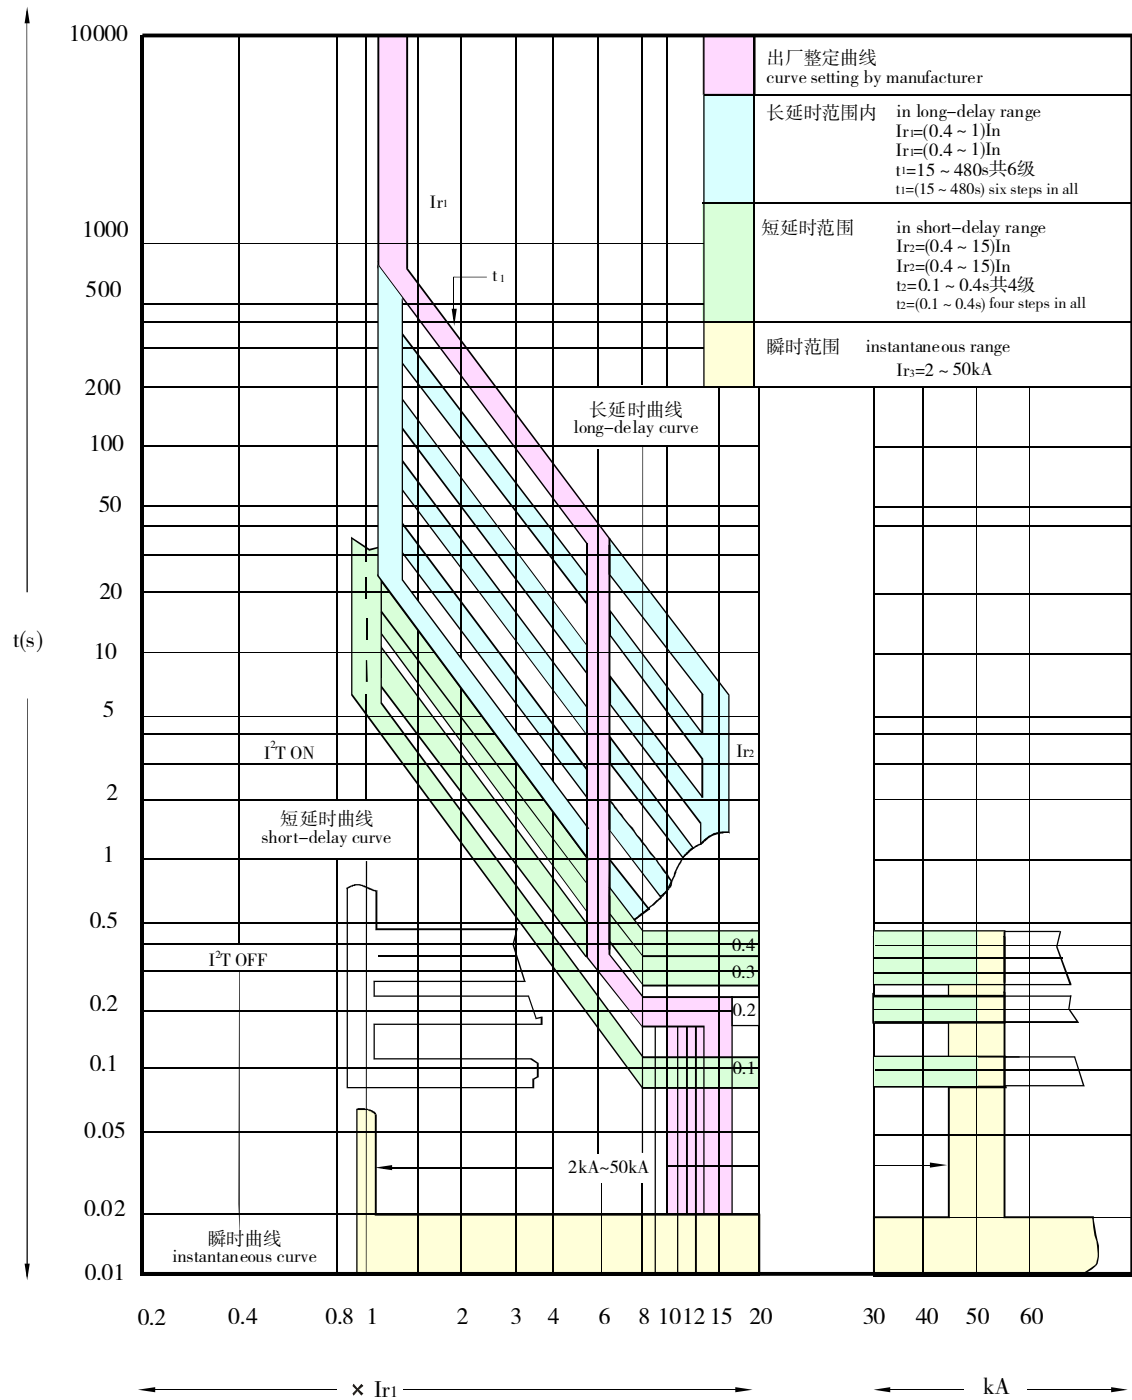 10000
出厂整定曲线
curve setting by manufacturer
长延时范围内 in long-delay range
Ir1=(0.4 ~ 1)In
Ir1=(0.4 ~ 1)In
t1=15 ~ 480s共6级
t1=(15 ~ 480s) six steps in all
Ir1
1000
短延时范围 in short-delay range
Ir2=(0.4 ~ 15)In
Ir2=(0.4 ~ 15)In
t2=0.1 ~ 0.4s共4级
t2=(0.1 ~ 0.4s) four steps in all
t1
500
瞬时范围 instantaneous range
Ir3=2 ~ 50kA
200
长延时曲线
long-delay curve
100
50
20
t(s)
10
5
I²T ON
Ir2
2
短延时曲线
short-delay curve
1
0.5
0.4
I²T OFF
0.3
0.2
0.2
0.1
0.1
0.05
2kA~50kA
0.02
瞬时曲线
instantaneous curve
0.01
0.2 0.4 0.8 1 2 3 4 6 8 10 12 15 20 30 40 50 60
× Ir1 kA